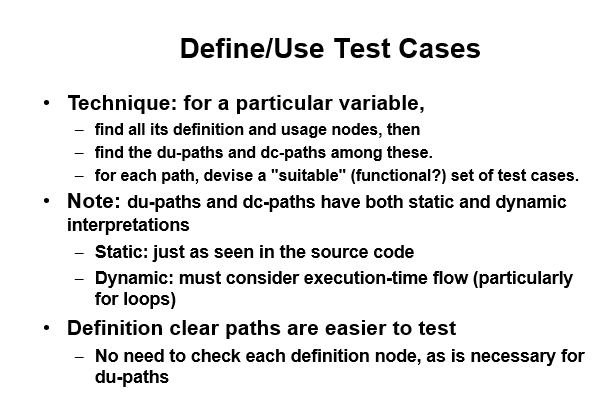 Define/Use Test Cases
• Technique: for a particular variable,
– find all its definition and usage nodes, then
– find the du-paths and dc-paths among these.
– for each path, devise a "suitable" (functional?) set of test cases.
• Note: du-paths and dc-paths have both static and dynamic
interpretations
– Static: just as seen in the source code
– Dynamic: must consider execution-time flow (particularly
for loops)
• Definition clear paths are easier to test
– No need to check each definition node, as is necessary for
du-paths